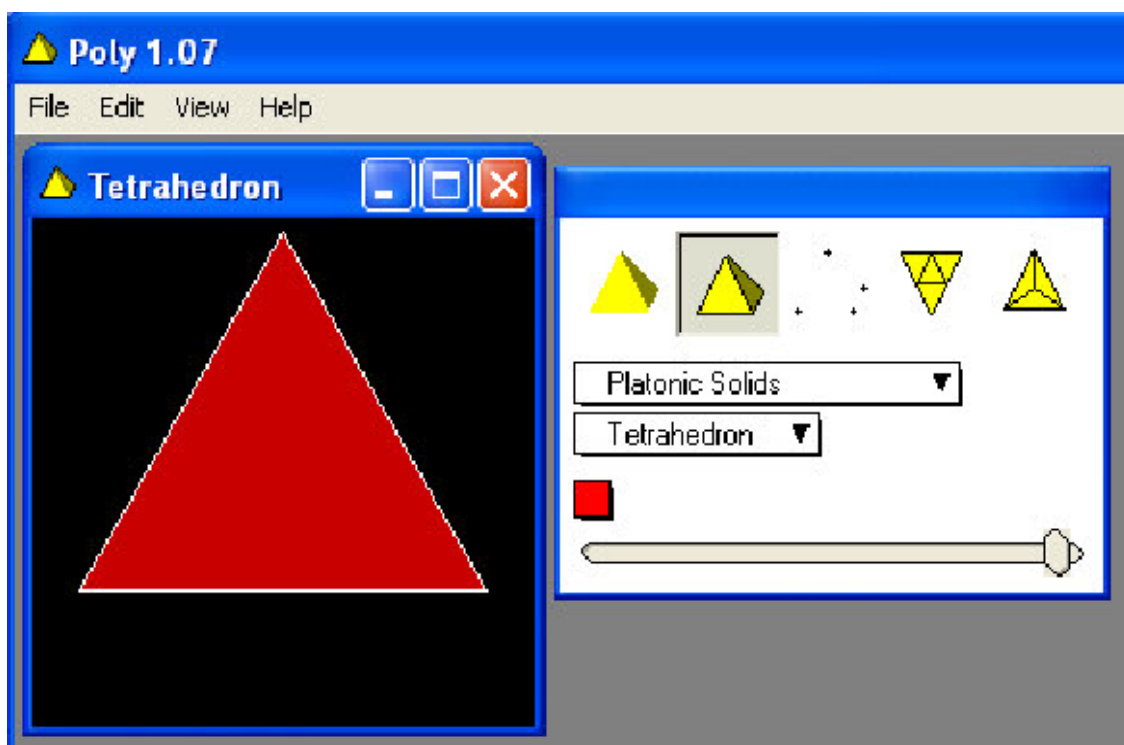 Poly 1.07
File Edit View Help
Tetrahedron
Platonic Solids
Tetrahedron